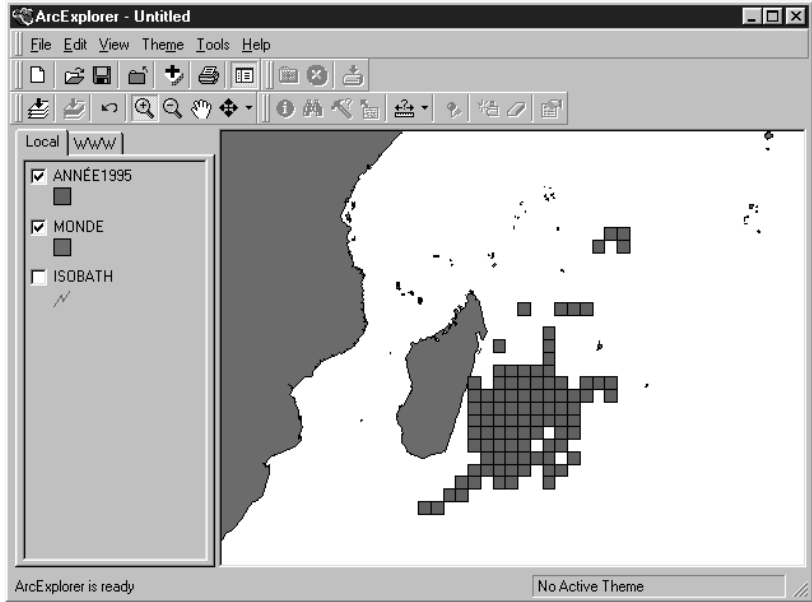 ArcExplorer - Untitled
File Edit View Theme Tools Help
Local WWW
ANNÉE1995
MONDE
ISOBATH
ArcExplorer is ready No Active Theme